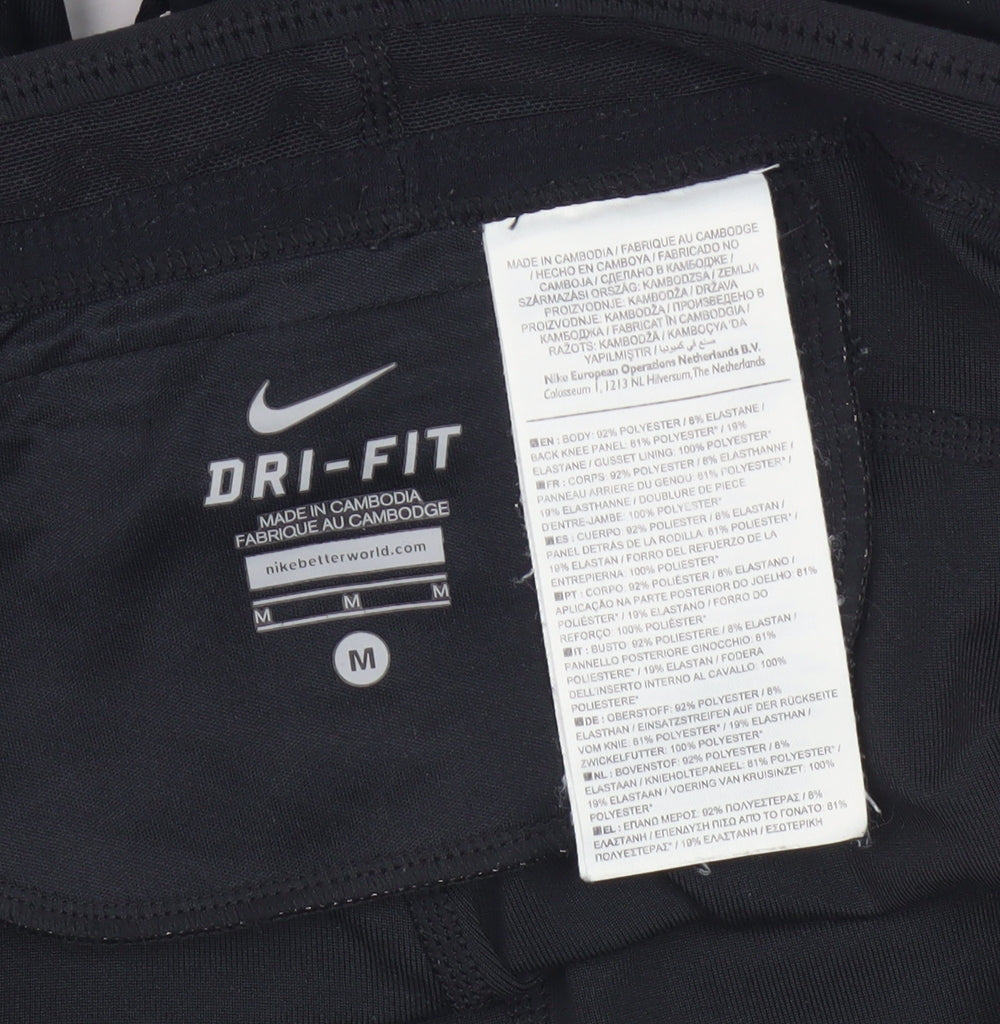 DRI-FIT
MADE IN CAMBODIA
FABRIQUE AU CAMBODGE
nikebetterworld.com
M M M
M
MADE IN CAMBODIA / FABRIQUE AU CAMBODGE
/ HECHO EN CAMBOYA / FABRICADO NO
CAMBOJA / СДЕЛАНО В КАМБОДЖЕ /
SZÁRMAZÁSI ORSZÁG: KAMBODZSA / ZEMLJA
PROIZVODNJE: KAMBODŽA / DRŽAVA
PROIZVODNJE: KAMBODŽA / ПРОИЗВЕДЕНО В
КАМБОДЖА / FABRICAT ÎN CAMBODGIA /
RAŽOTS: KAMBODŽĀ / KAMBOÇYA 'DA
YAPILMIŞTIR / صنع في كمبوديا
Nike European Operations Netherlands B.V.
Colosseum 1, 1213 NL Hilversum, The Netherlands
EN : BODY: 92% POLYESTER / 8% ELASTANE /
BACK KNEE PANEL: 81% POLYESTER* / 19%
ELASTANE / GUSSET LINING: 100% POLYESTER*
FR : CORPS: 92% POLYESTER / 8% ELASTHANNE /
PANNEAU ARRIERE DU GENOU: 81% POLYESTER* /
19% ELASTHANNE / DOUBLURE DE PIECE
D'ENTRE-JAMBE: 100% POLYESTER*
ES : CUERPO: 92% POLIESTER / 8% ELASTAN /
PANEL DETRÁS DE LA RODILLA: 81% POLIESTER* /
19% ELASTAN / FORRO DEL REFUERZO DE LA
ENTREPIERNA: 100% POLIESTER*
PT : CORPO: 92% POLIÉSTER / 8% ELASTANO /
APLICAÇÃO NA PARTE POSTERIOR DO JOELHO: 81%
POLIÉSTER* / 19% ELASTANO / FORRO DO
REFORÇO: 100% POLIÉSTER*
IT : BUSTO: 92% POLIESTERE / 8% ELASTAN /
PANNELLO POSTERIORE GINOCCHIO: 81%
POLIESTERE* / 19% ELASTAN / FODERA
DELL'INSERTO INTERNO AL CAVALLO: 100%
POLIESTERE*
DE : OBERSTOFF: 92% POLYESTER / 8%
ELASTHAN / EINSATZSTREIFEN AUF DER RÜCKSEITE
VOM KNIE: 81% POLYESTER* / 19% ELASTHAN /
ZWICKELFUTTER: 100% POLYESTER*
NL : BOVENSTOF: 92% POLYESTER / 8%
ELASTAAN / KNIEHOLTEPANEEL: 81% POLYESTER* /
19% ELASTAAN / VOERING VAN KRUISINZET: 100%
POLYESTER*
EL : ΕΠΑΝΩ ΜΕΡΟΣ: 92% ΠΟΛΥΕΣΤΕΡΑΣ / 8%
ΕΛΑΣΤΑΝΗ / ΕΠΕΝΔΥΣΗ ΠΙΣΩ ΑΠΟ ΤΟ ΓΟΝΑΤΟ: 81%
ΠΟΛΥΕΣΤΕΡΑΣ* / 19% ΕΛΑΣΤΑΝΗ / ΕΣΩΤΕΡΙΚΗ
ΠΟΛΥΕΣΤΕΡΑΣ*